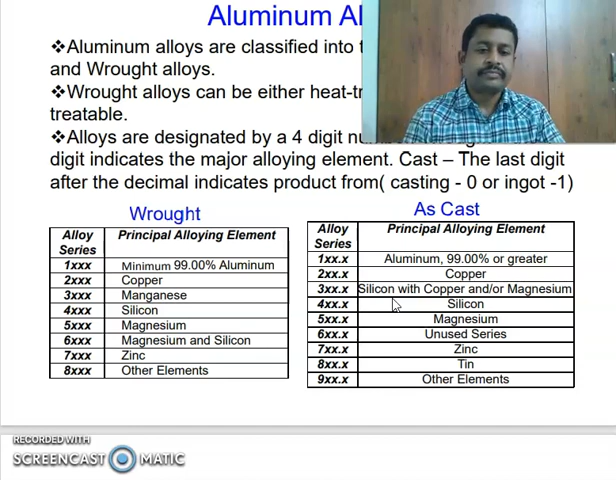 Aluminum Al
❖Aluminum alloys are classified into t
and Wrought alloys.
❖Wrought alloys can be either heat-tr
treatable.
❖Alloys are designated by a 4 digit nu
digit indicates the major alloying element. Cast – The last digit
after the decimal indicates product from( casting - 0 or ingot -1)
Wrought
Alloy Series Principal Alloying Element
1xxx Minimum 99.00% Aluminum
2xxx Copper
3xxx Manganese
4xxx Silicon
5xxx Magnesium
6xxx Magnesium and Silicon
7xxx Zinc
8xxx Other Elements
As Cast
Alloy Series Principal Alloying Element
1xx.x Aluminum, 99.00% or greater
2xx.x Copper
3xx.x Silicon with Copper and/or Magnesium
4xx.x Silicon
5xx.x Magnesium
6xx.x Unused Series
7xx.x Zinc
8xx.x Tin
9xx.x Other Elements
RECORDED WITH
SCREENCAST MATIC